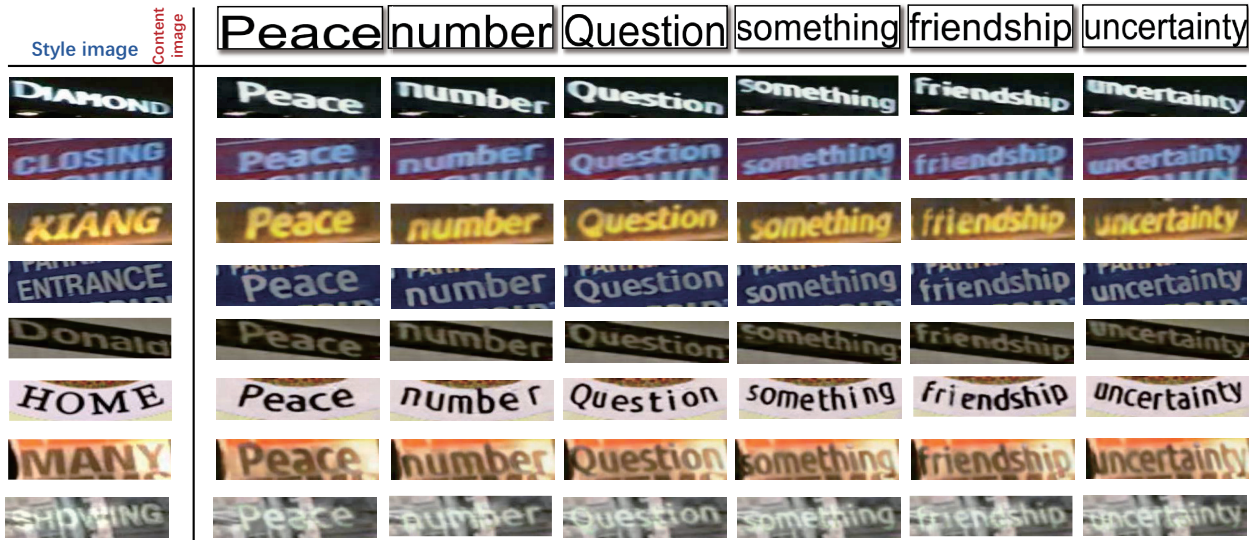 Style image Content image Peace number Question something friendship uncertainty
DIAMOND Peace number Question something friendship uncertainty
CLOSING Peace number Question something friendship uncertainty
XIANG Peace number Question something friendship uncertainty
ENTRANCE Peace number Question something friendship uncertainty
Donald Peace number Question something friendship uncertainty
HOME Peace number Question something friendship uncertainty
MANY Peace number Question something friendship uncertainty
SHOWING Peace number Question something friendship uncertainty